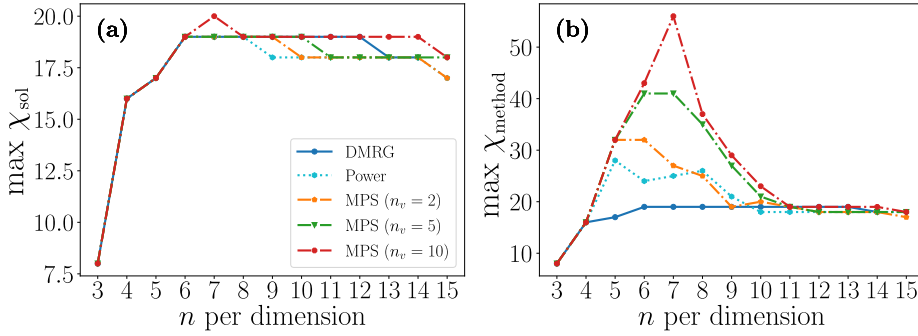 (a)
max χsol
20.0
17.5
15.0
12.5
10.0
7.5
3 4 5 6 7 8 9 10 11 12 13 14 15
n per dimension
DMRG
Power
MPS (nv = 2)
MPS (nv = 5)
MPS (nv = 10)
(b)
max χmethod
50
40
30
20
10
3 4 5 6 7 8 9 10 11 12 13 14 15
n per dimension